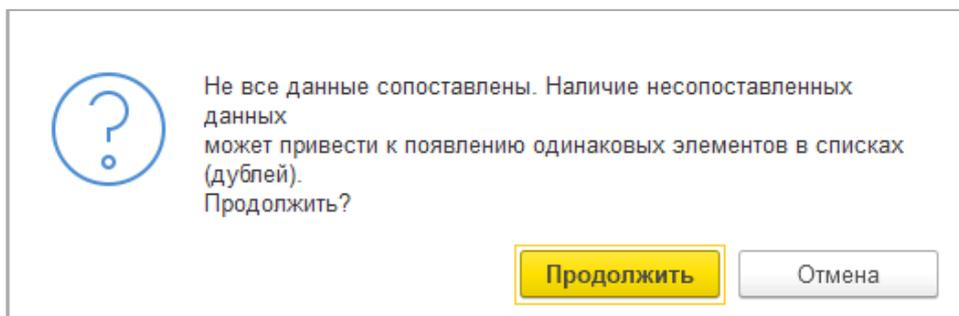 Не все данные сопоставлены. Наличие несопоставленных
данных
может привести к появлению одинаковых элементов в списках
(дублей).
Продолжить?
Продолжить Отмена